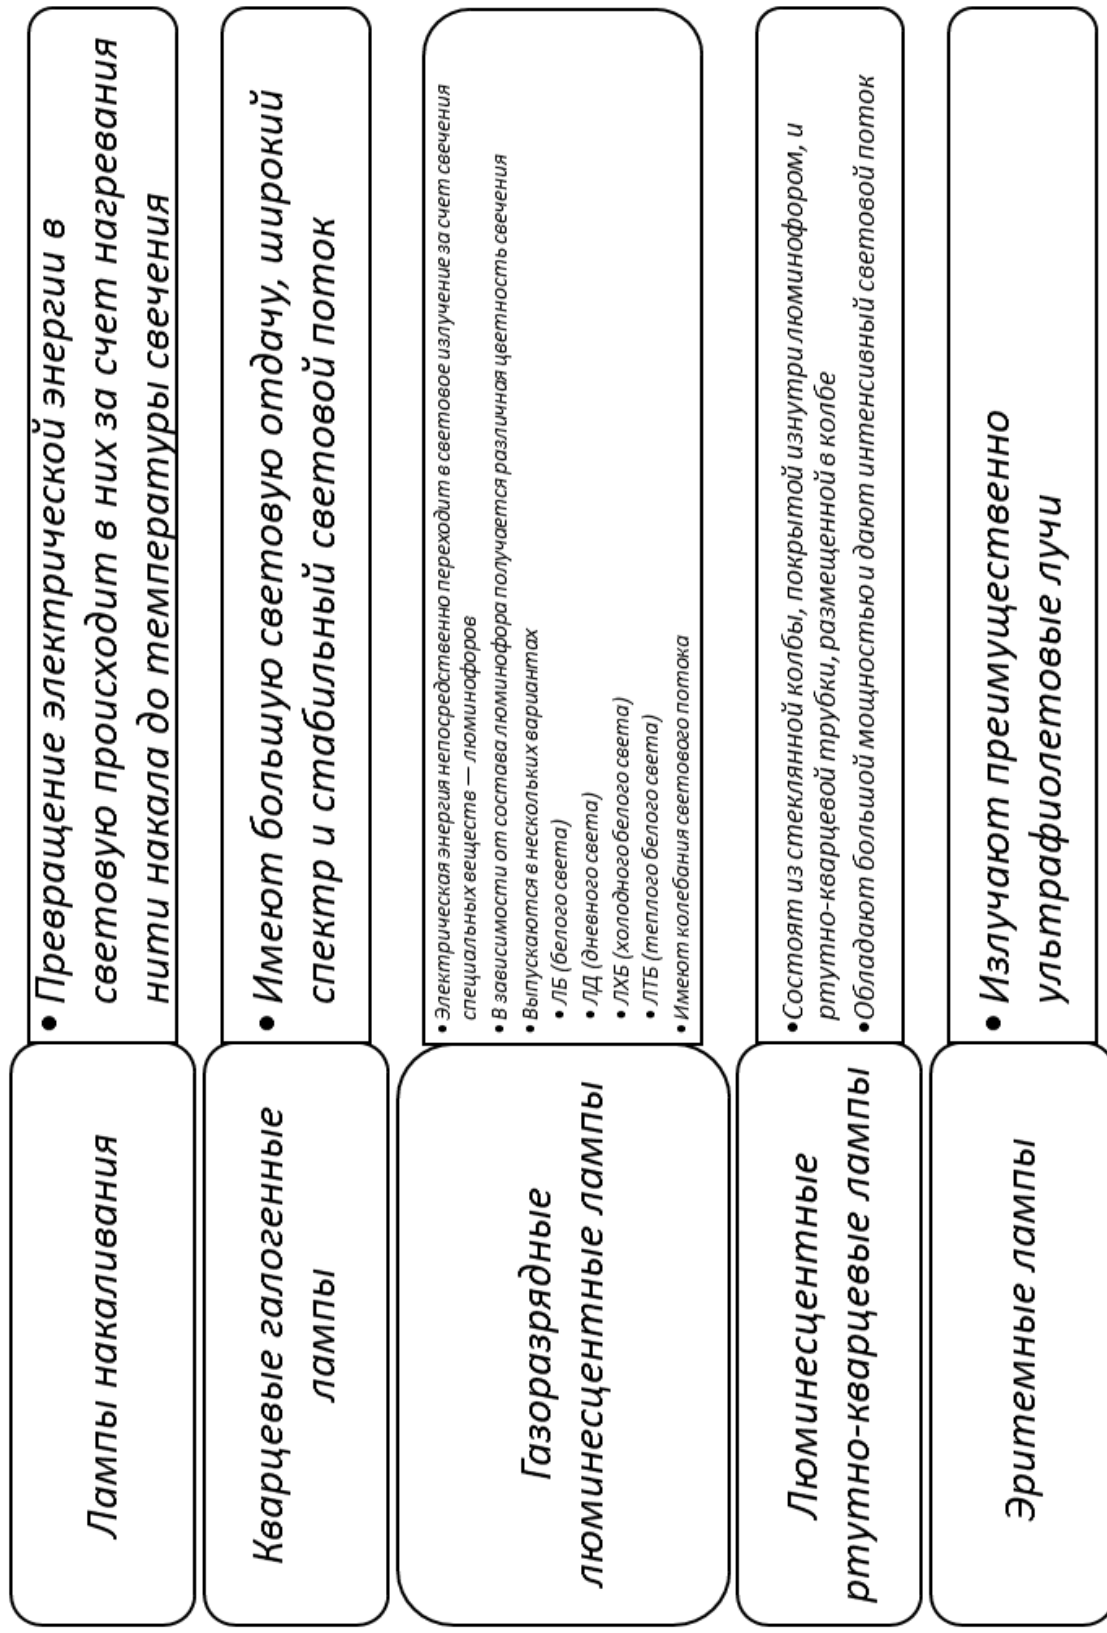 Лампы накаливания
• Превращение электрической энергии в
световую происходит в них за счет нагревания
нити накала до температуры свечения
Кварцевые галогенные
лампы
• Имеют большую световую отдачу, широкий
спектр и стабильный световой поток
Газоразрядные
люминесцентные лампы
• Электрическая энергия непосредственно переходит в световое излучение за счет свечения
специальных веществ — люминофоров
• В зависимости от состава люминофора получается различная цветность свечения
• Выпускаются в нескольких вариантах
• ЛБ (белого света)
• ЛД (дневного света)
• ЛХБ (холодного белого света)
• ЛТБ (теплого белого света)
• Имеют колебания светового потока
Люминесцентные
ртутно-кварцевые лампы
• Состоят из стеклянной колбы, покрытой изнутри люминофором, и
ртутно-кварцевой трубки, размещенной в колбе
• Обладают большой мощностью и дают интенсивный световой поток
Эритемные лампы
• Излучают преимущественно
ультрафиолетовые лучи